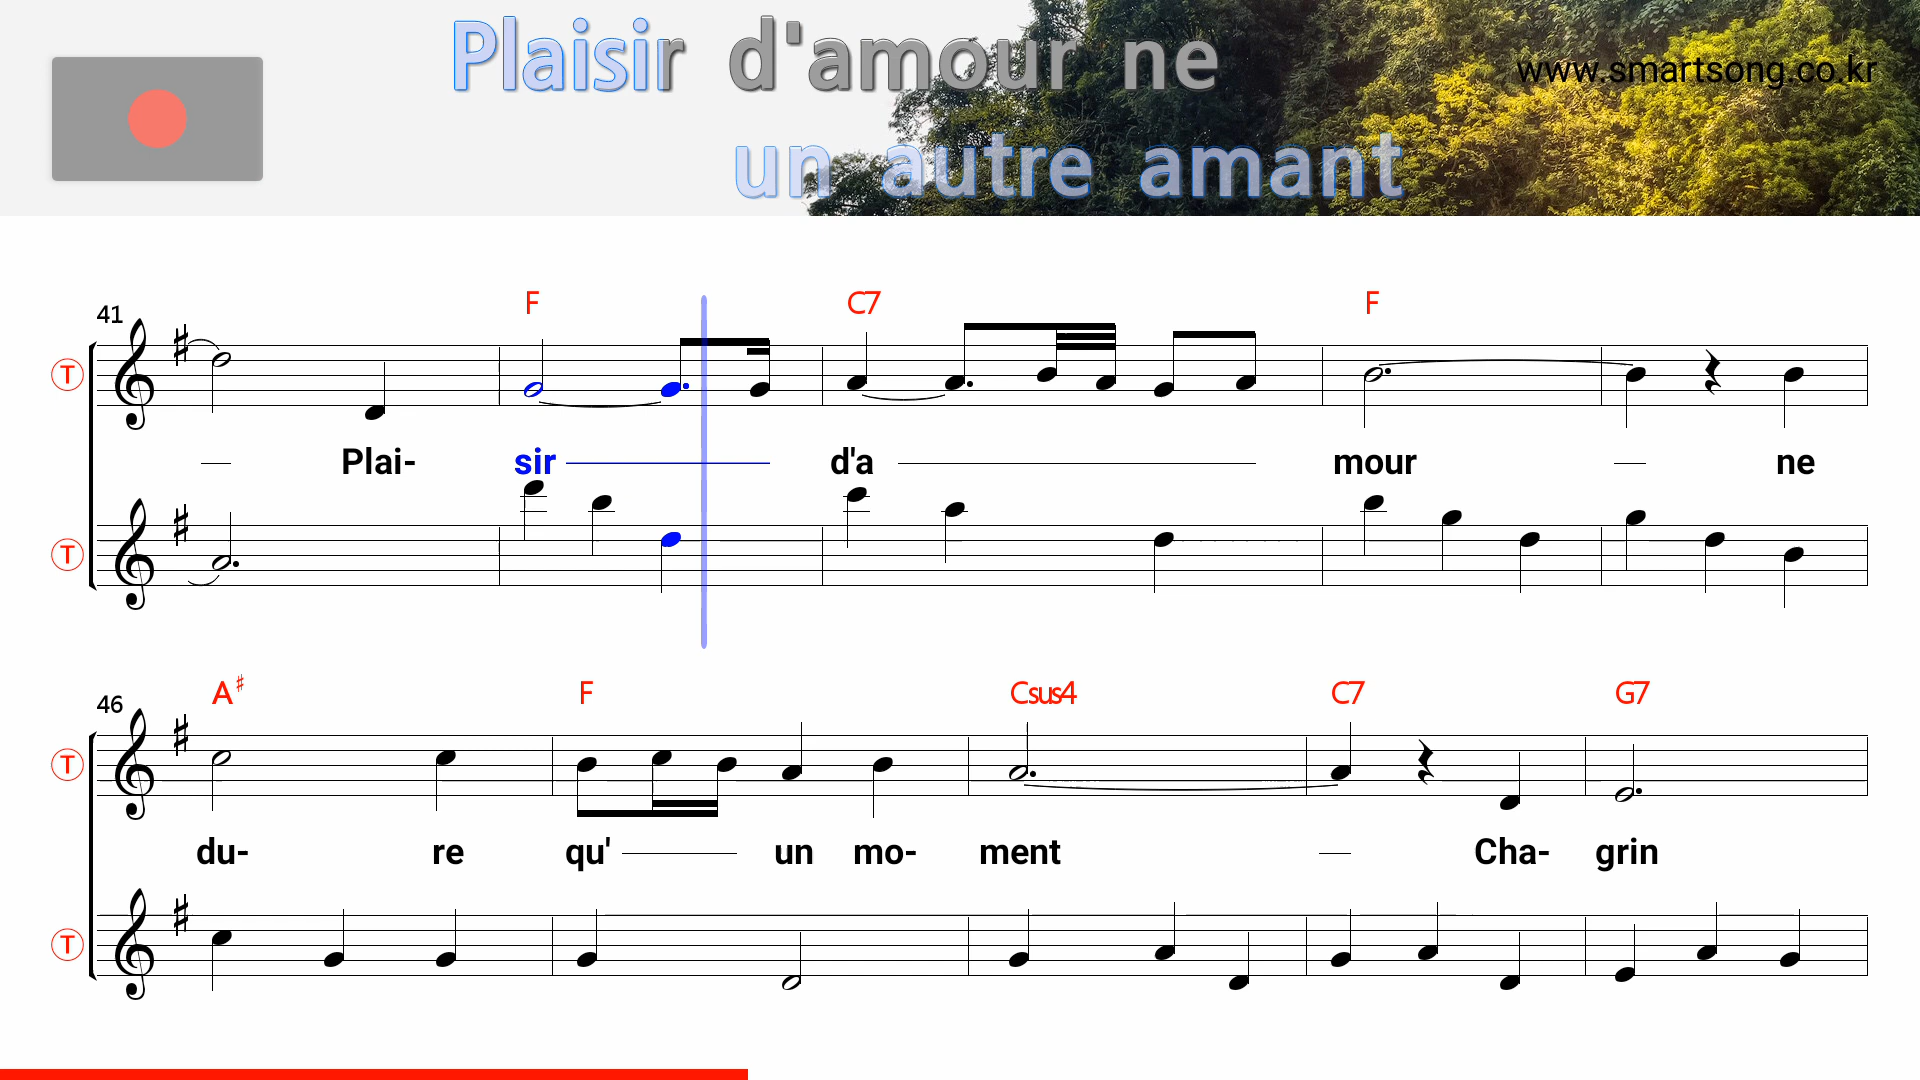 Plaisir d'amour ne
www.smartsong.co.kr
un autre amant
F C7 F
41
T
Plai- sir d'a mour ne
T
A♯ F Csus4 C7 G7
46
T
du- re qu' un mo- ment Cha- grin
T